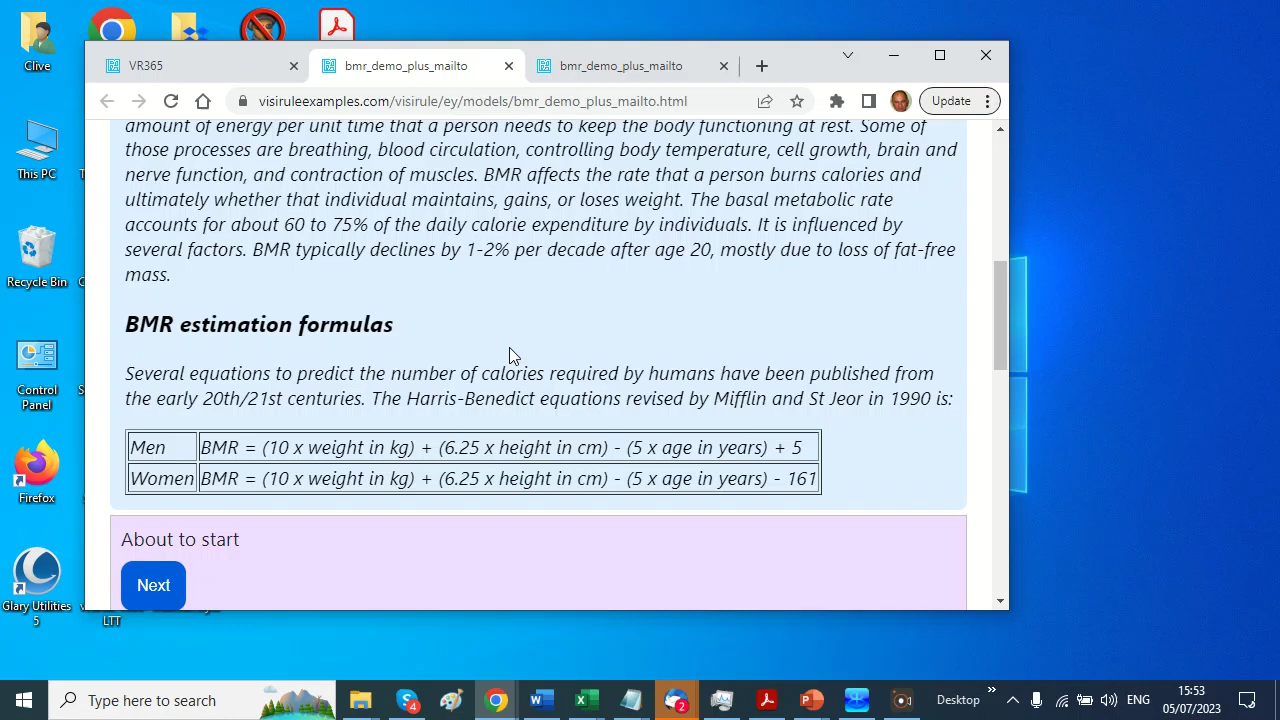 Clive
VR365
bmr_demo_plus_mailto
bmr_demo_plus_mailto
visiruleexamples.com/visirule/ey/models/bmr_demo_plus_mailto.html
Update
amount of energy per unit time that a person needs to keep the body functioning at rest. Some of
those processes are breathing, blood circulation, controlling body temperature, cell growth, brain and
nerve function, and contraction of muscles. BMR affects the rate that a person burns calories and
ultimately whether that individual maintains, gains, or loses weight. The basal metabolic rate
accounts for about 60 to 75% of the daily calorie expenditure by individuals. It is influenced by
several factors. BMR typically declines by 1-2% per decade after age 20, mostly due to loss of fat-free
mass.
BMR estimation formulas
Several equations to predict the number of calories required by humans have been published from
the early 20th/21st centuries. The Harris-Benedict equations revised by Mifflin and St Jeor in 1990 is:
Men BMR = (10 x weight in kg) + (6.25 x height in cm) - (5 x age in years) + 5
Women BMR = (10 x weight in kg) + (6.25 x height in cm) - (5 x age in years) - 161
About to start
Next
This PC
Recycle Bin
Control
Panel
Firefox
Glary Utilities
5
LTT
Type here to search
4
2
Desktop
ENG
15:53
05/07/2023